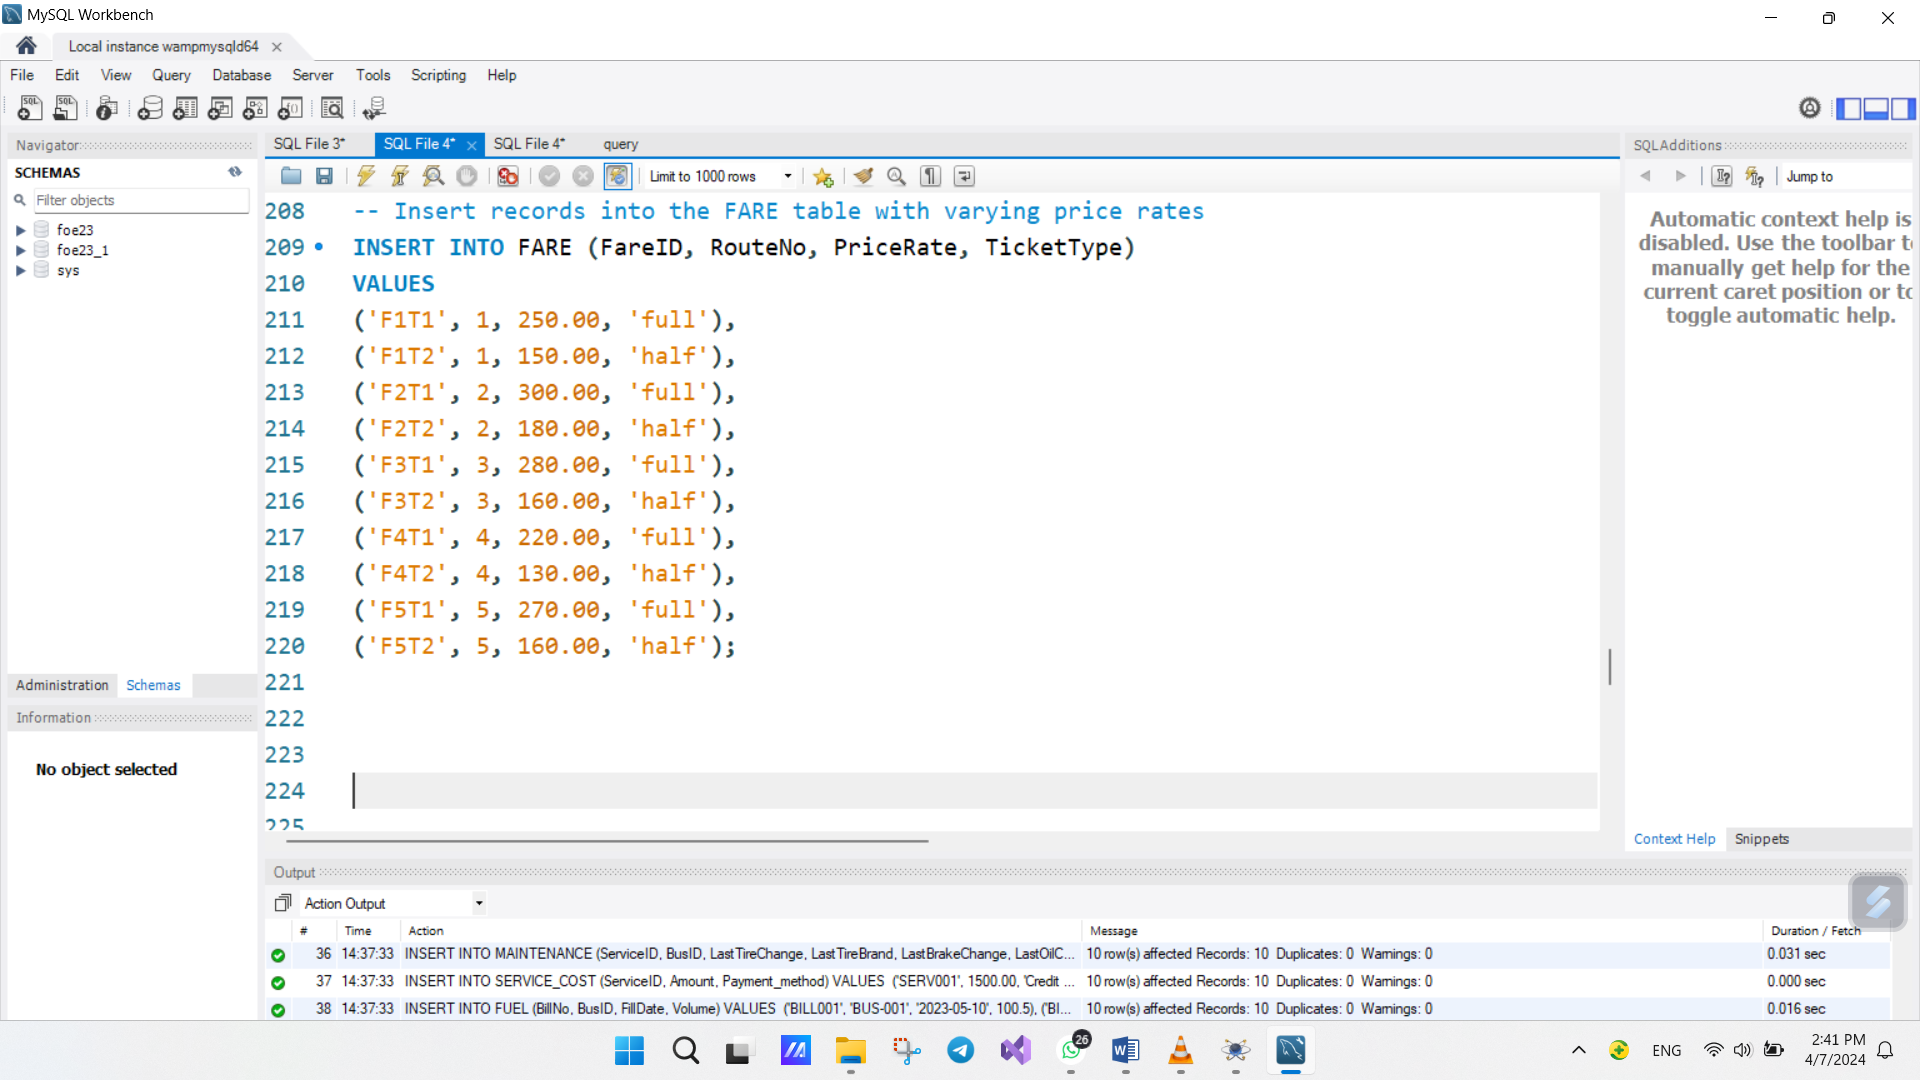 MySQL Workbench
Local instance wampmysqld64
File Edit View Query Database Server Tools Scripting Help
Navigator
SCHEMAS
Filter objects
foe23
foe23_1
sys
Administration Schemas
Information
No object selected
SQL File 3* SQL File 4* SQL File 4* query
Limit to 1000 rows
208 -- Insert records into the FARE table with varying price rates
209 INSERT INTO FARE (FareID, RouteNo, PriceRate, TicketType)
210 VALUES
211 ('F1T1', 1, 250.00, 'full'),
212 ('F1T2', 1, 150.00, 'half'),
213 ('F2T1', 2, 300.00, 'full'),
214 ('F2T2', 2, 180.00, 'half'),
215 ('F3T1', 3, 280.00, 'full'),
216 ('F3T2', 3, 160.00, 'half'),
217 ('F4T1', 4, 220.00, 'full'),
218 ('F4T2', 4, 130.00, 'half'),
219 ('F5T1', 5, 270.00, 'full'),
220 ('F5T2', 5, 160.00, 'half');
221
222
223
224
225
SQLAdditions
Jump to
Automatic context help is
disabled. Use the toolbar t
manually get help for the
current caret position or to
toggle automatic help.
Context Help Snippets
Output
Action Output
# Time Action Message Duration / Fetch
36 14:37:33 INSERT INTO MAINTENANCE (ServiceID, BusID, LastTireChange, LastTireBrand, LastBrakeChange, LastOilC... 10 row(s) affected Records: 10 Duplicates: 0 Warnings: 0 0.031 sec
37 14:37:33 INSERT INTO SERVICE_COST (ServiceID, Amount, Payment_method) VALUES ('SERV001', 1500.00, 'Credit ... 10 row(s) affected Records: 10 Duplicates: 0 Warnings: 0 0.000 sec
38 14:37:33 INSERT INTO FUEL (BillNo, BusID, FillDate, Volume) VALUES ('BILL001', 'BUS-001', '2023-05-10', 100.5), ('BI... 10 row(s) affected Records: 10 Duplicates: 0 Warnings: 0 0.016 sec
26
ENG
2:41 PM
4/7/2024